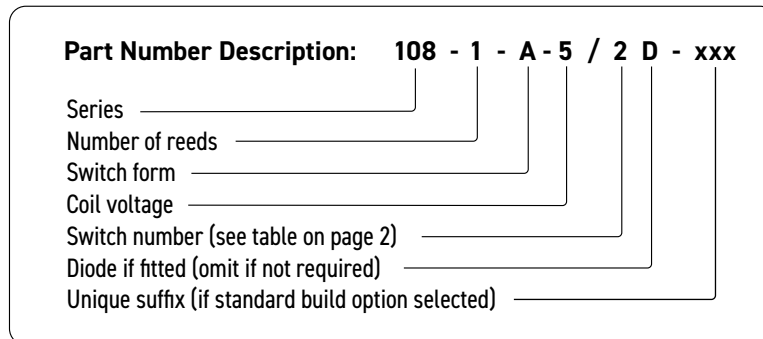 Part Number Description: 108 - 1 - A - 5 / 2 D - xxx
Series
Number of reeds
Switch form
Coil voltage
Switch number (see table on page 2)
Diode if fitted (omit if not required)
Unique suffix (if standard build option selected)